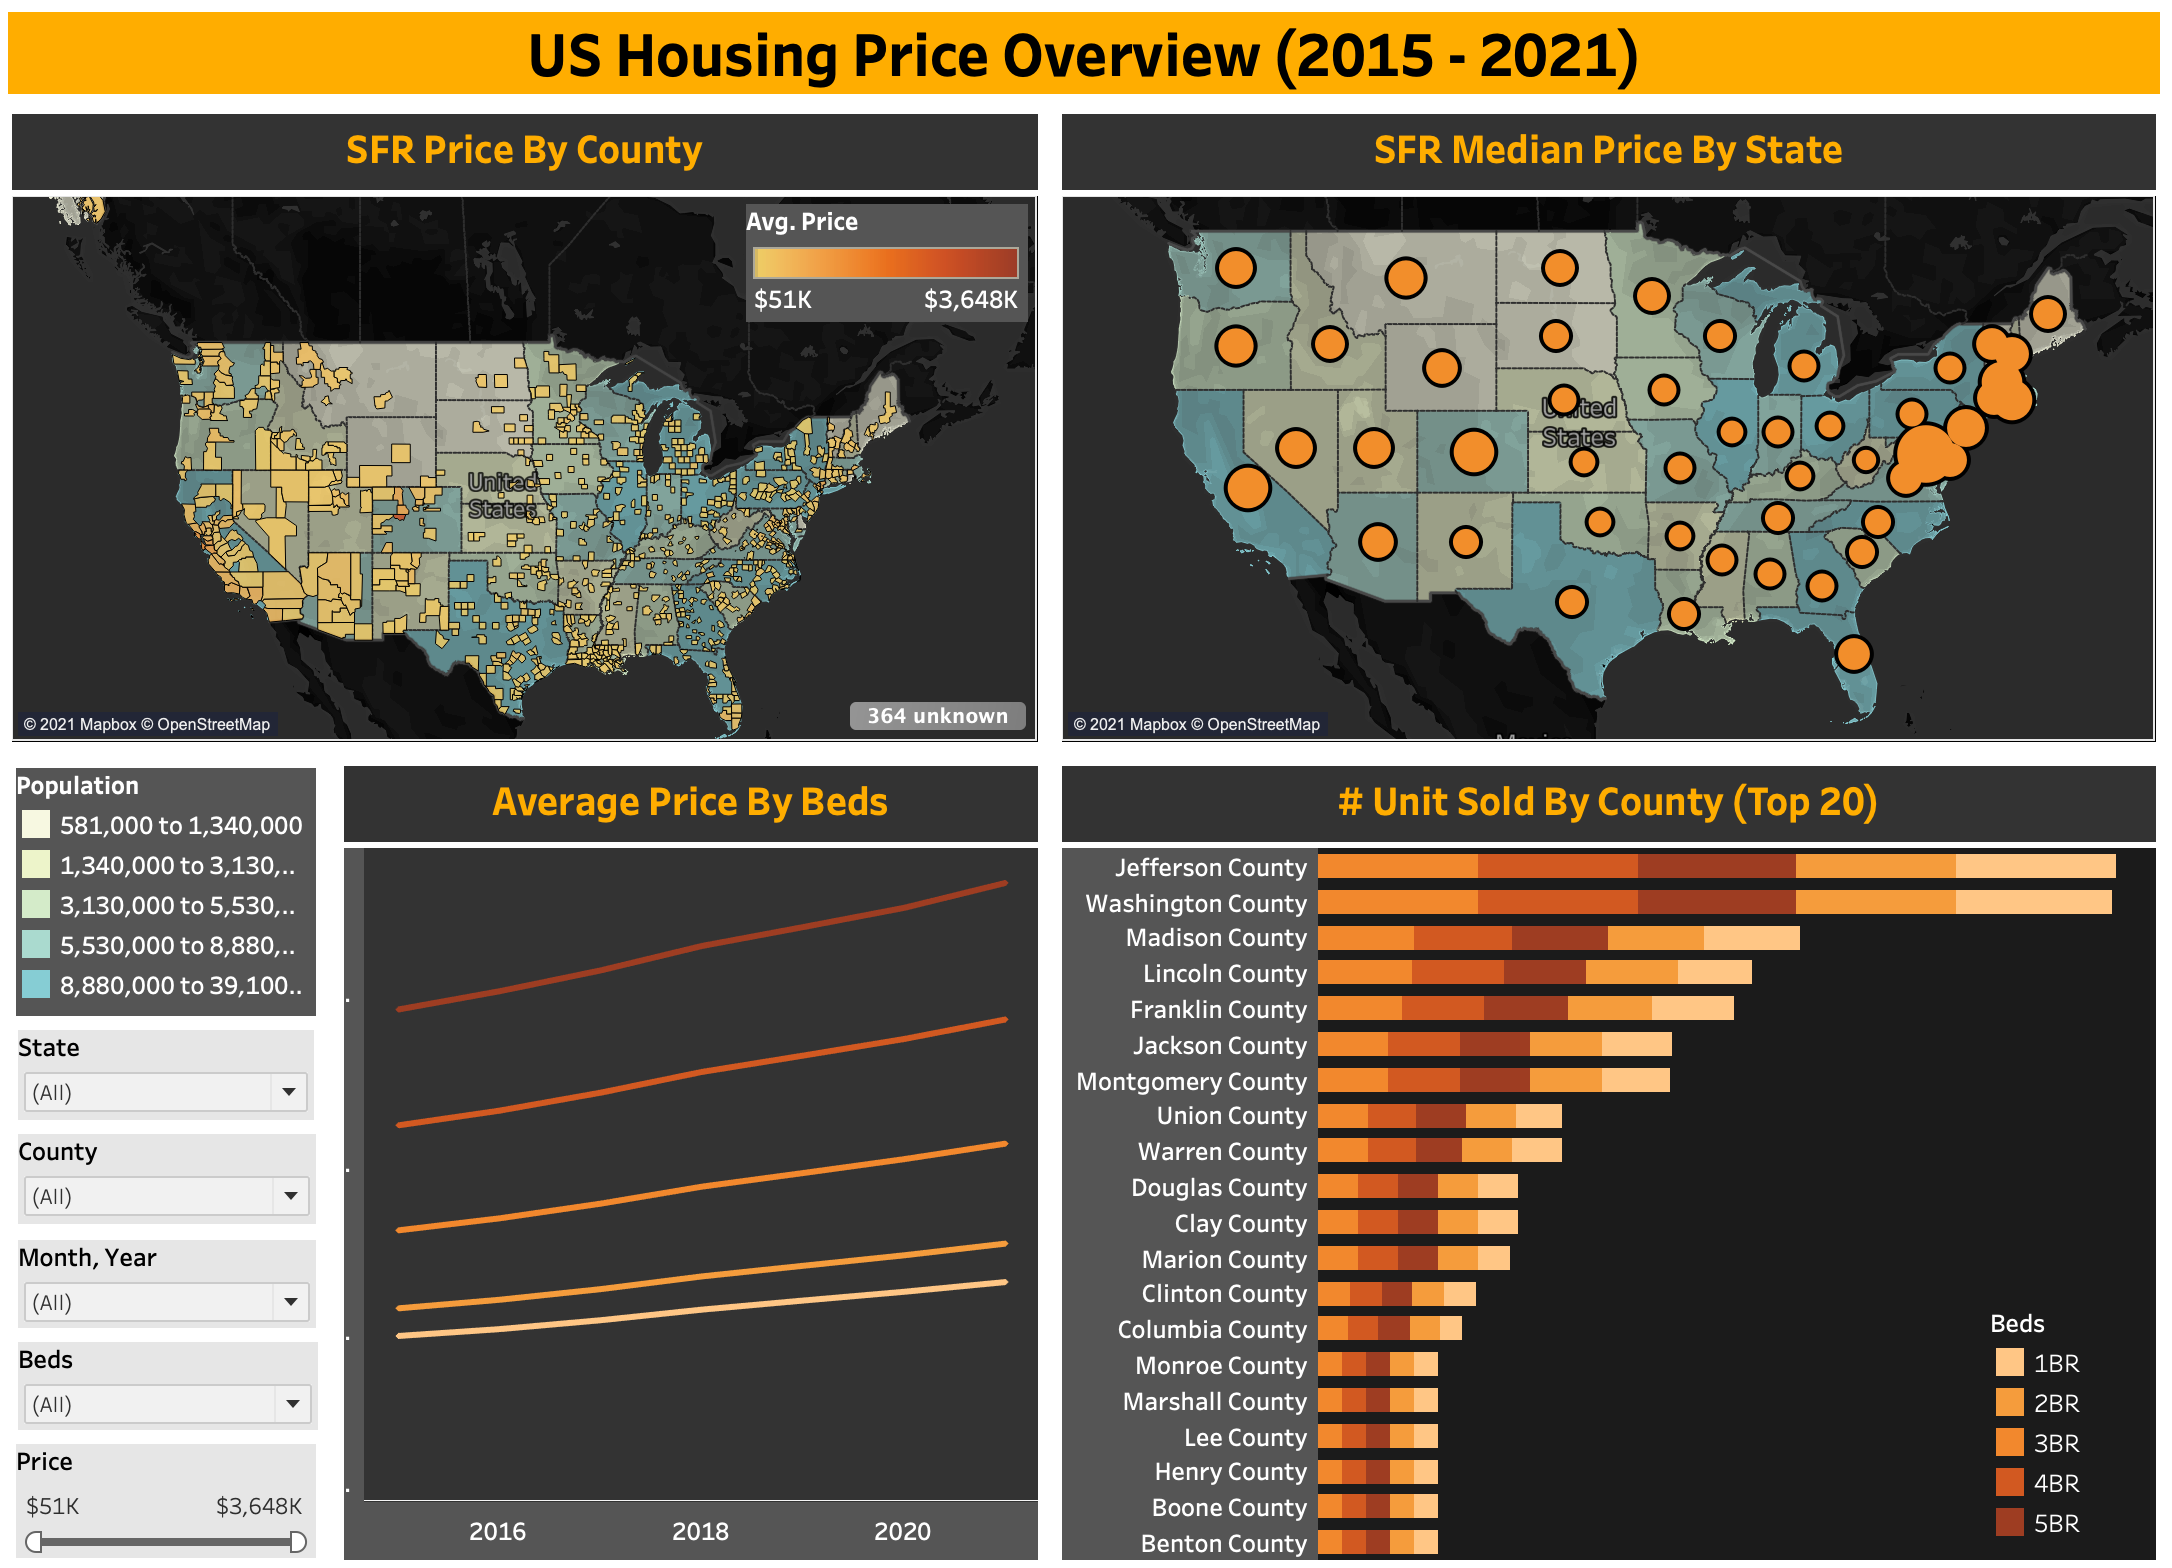 US Housing Price Overview (2015 - 2021)
SFR Price By County
Avg. Price
$51K
$3,648K
United
States
© 2021 Mapbox © OpenStreetMap
364 unknown
SFR Median Price By State
United
States
© 2021 Mapbox © OpenStreetMap
Population
581,000 to 1,340,000
1,340,000 to 3,130,..
3,130,000 to 5,530,..
5,530,000 to 8,880,..
8,880,000 to 39,100..
State
(All)
County
(All)
Month, Year
(All)
Beds
(All)
Price
$51K
$3,648K
Average Price By Beds
2016
2018
2020
# Unit Sold By County (Top 20)
Jefferson County
Washington County
Madison County
Lincoln County
Franklin County
Jackson County
Montgomery County
Union County
Warren County
Douglas County
Clay County
Marion County
Clinton County
Columbia County
Monroe County
Marshall County
Lee County
Henry County
Boone County
Benton County
Beds
1BR
2BR
3BR
4BR
5BR